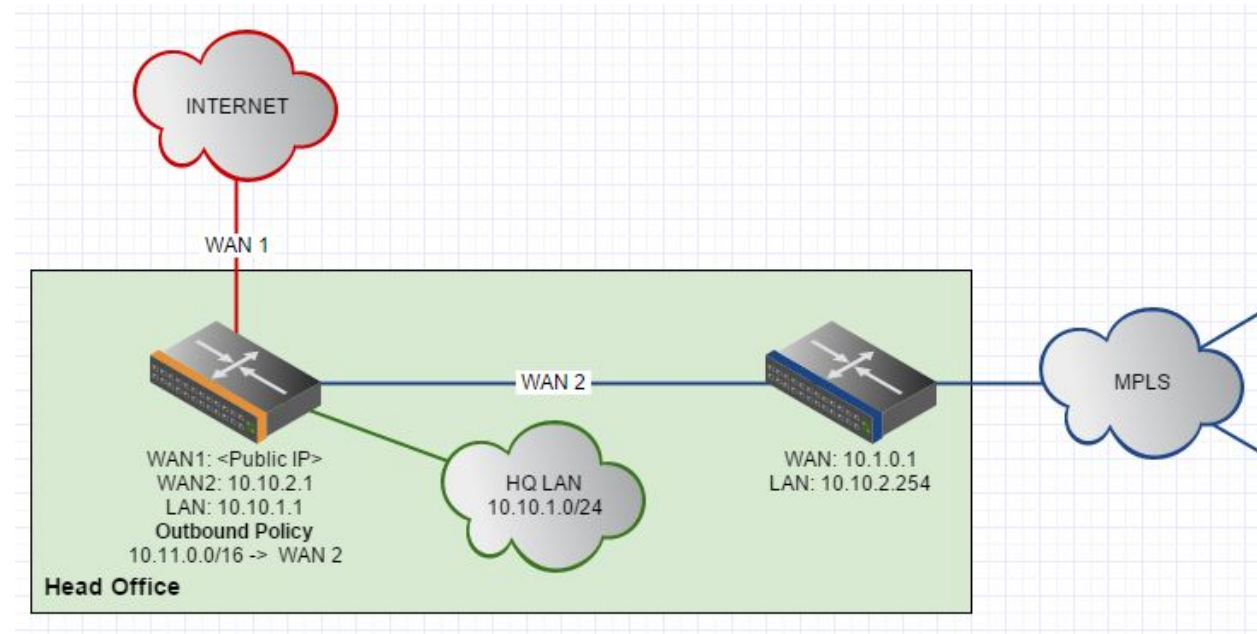 INTERNET
WAN 1
WAN 2
MPLS
WAN1: <Public IP>
WAN2: 10.10.2.1
LAN: 10.10.1.1
Outbound Policy
10.11.0.0/16 -> WAN 2
HQ LAN
10.10.1.0/24
WAN: 10.1.0.1
LAN: 10.10.2.254
Head Office